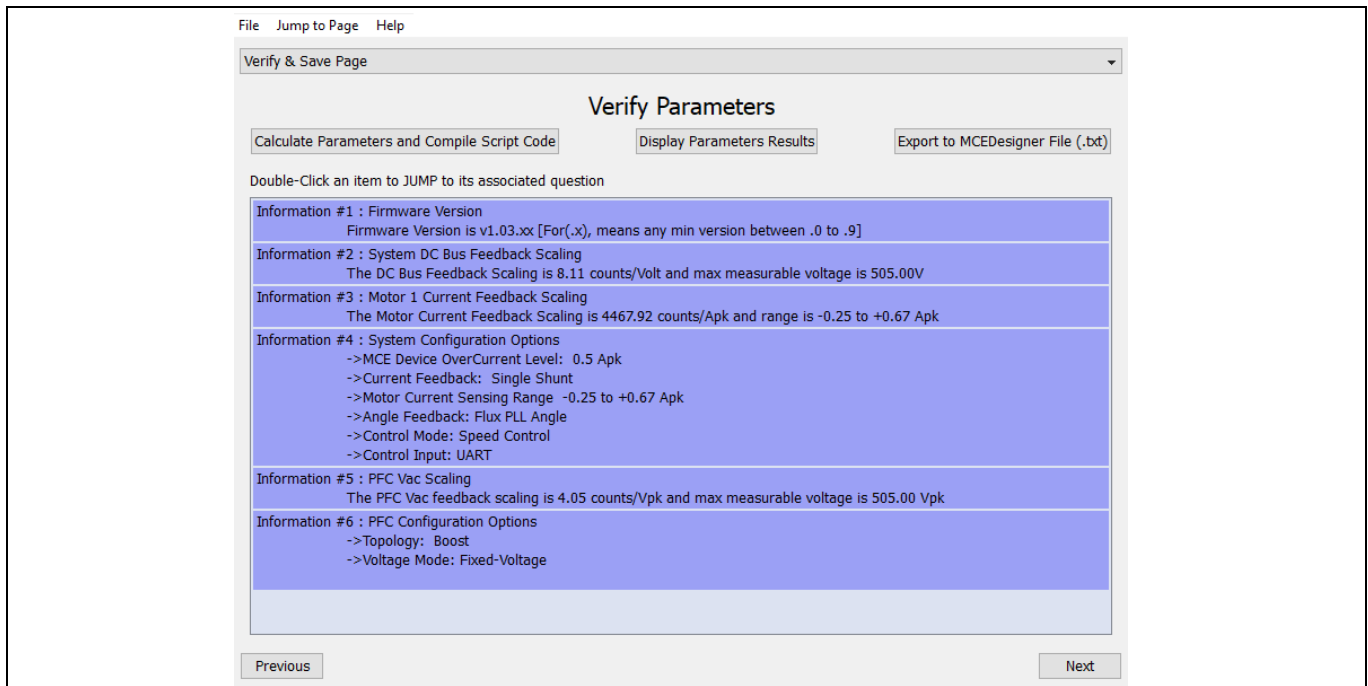 File Jump to Page Help
Verify & Save Page
Verify Parameters
Calculate Parameters and Compile Script Code Display Parameters Results Export to MCEDesigner File (.txt)
Double-Click an item to JUMP to its associated question
Information #1 : Firmware Version
Firmware Version is v1.03.xx [For(.x), means any min version between .0 to .9]
Information #2 : System DC Bus Feedback Scaling
The DC Bus Feedback Scaling is 8.11 counts/Volt and max measurable voltage is 505.00V
Information #3 : Motor 1 Current Feedback Scaling
The Motor Current Feedback Scaling is 4467.92 counts/Apk and range is -0.25 to +0.67 Apk
Information #4 : System Configuration Options
->MCE Device OverCurrent Level: 0.5 Apk
->Current Feedback: Single Shunt
->Motor Current Sensing Range -0.25 to +0.67 Apk
->Angle Feedback: Flux PLL Angle
->Control Mode: Speed Control
->Control Input: UART
Information #5 : PFC Vac Scaling
The PFC Vac feedback scaling is 4.05 counts/Vpk and max measurable voltage is 505.00 Vpk
Information #6 : PFC Configuration Options
->Topology: Boost
->Voltage Mode: Fixed-Voltage
Previous Next